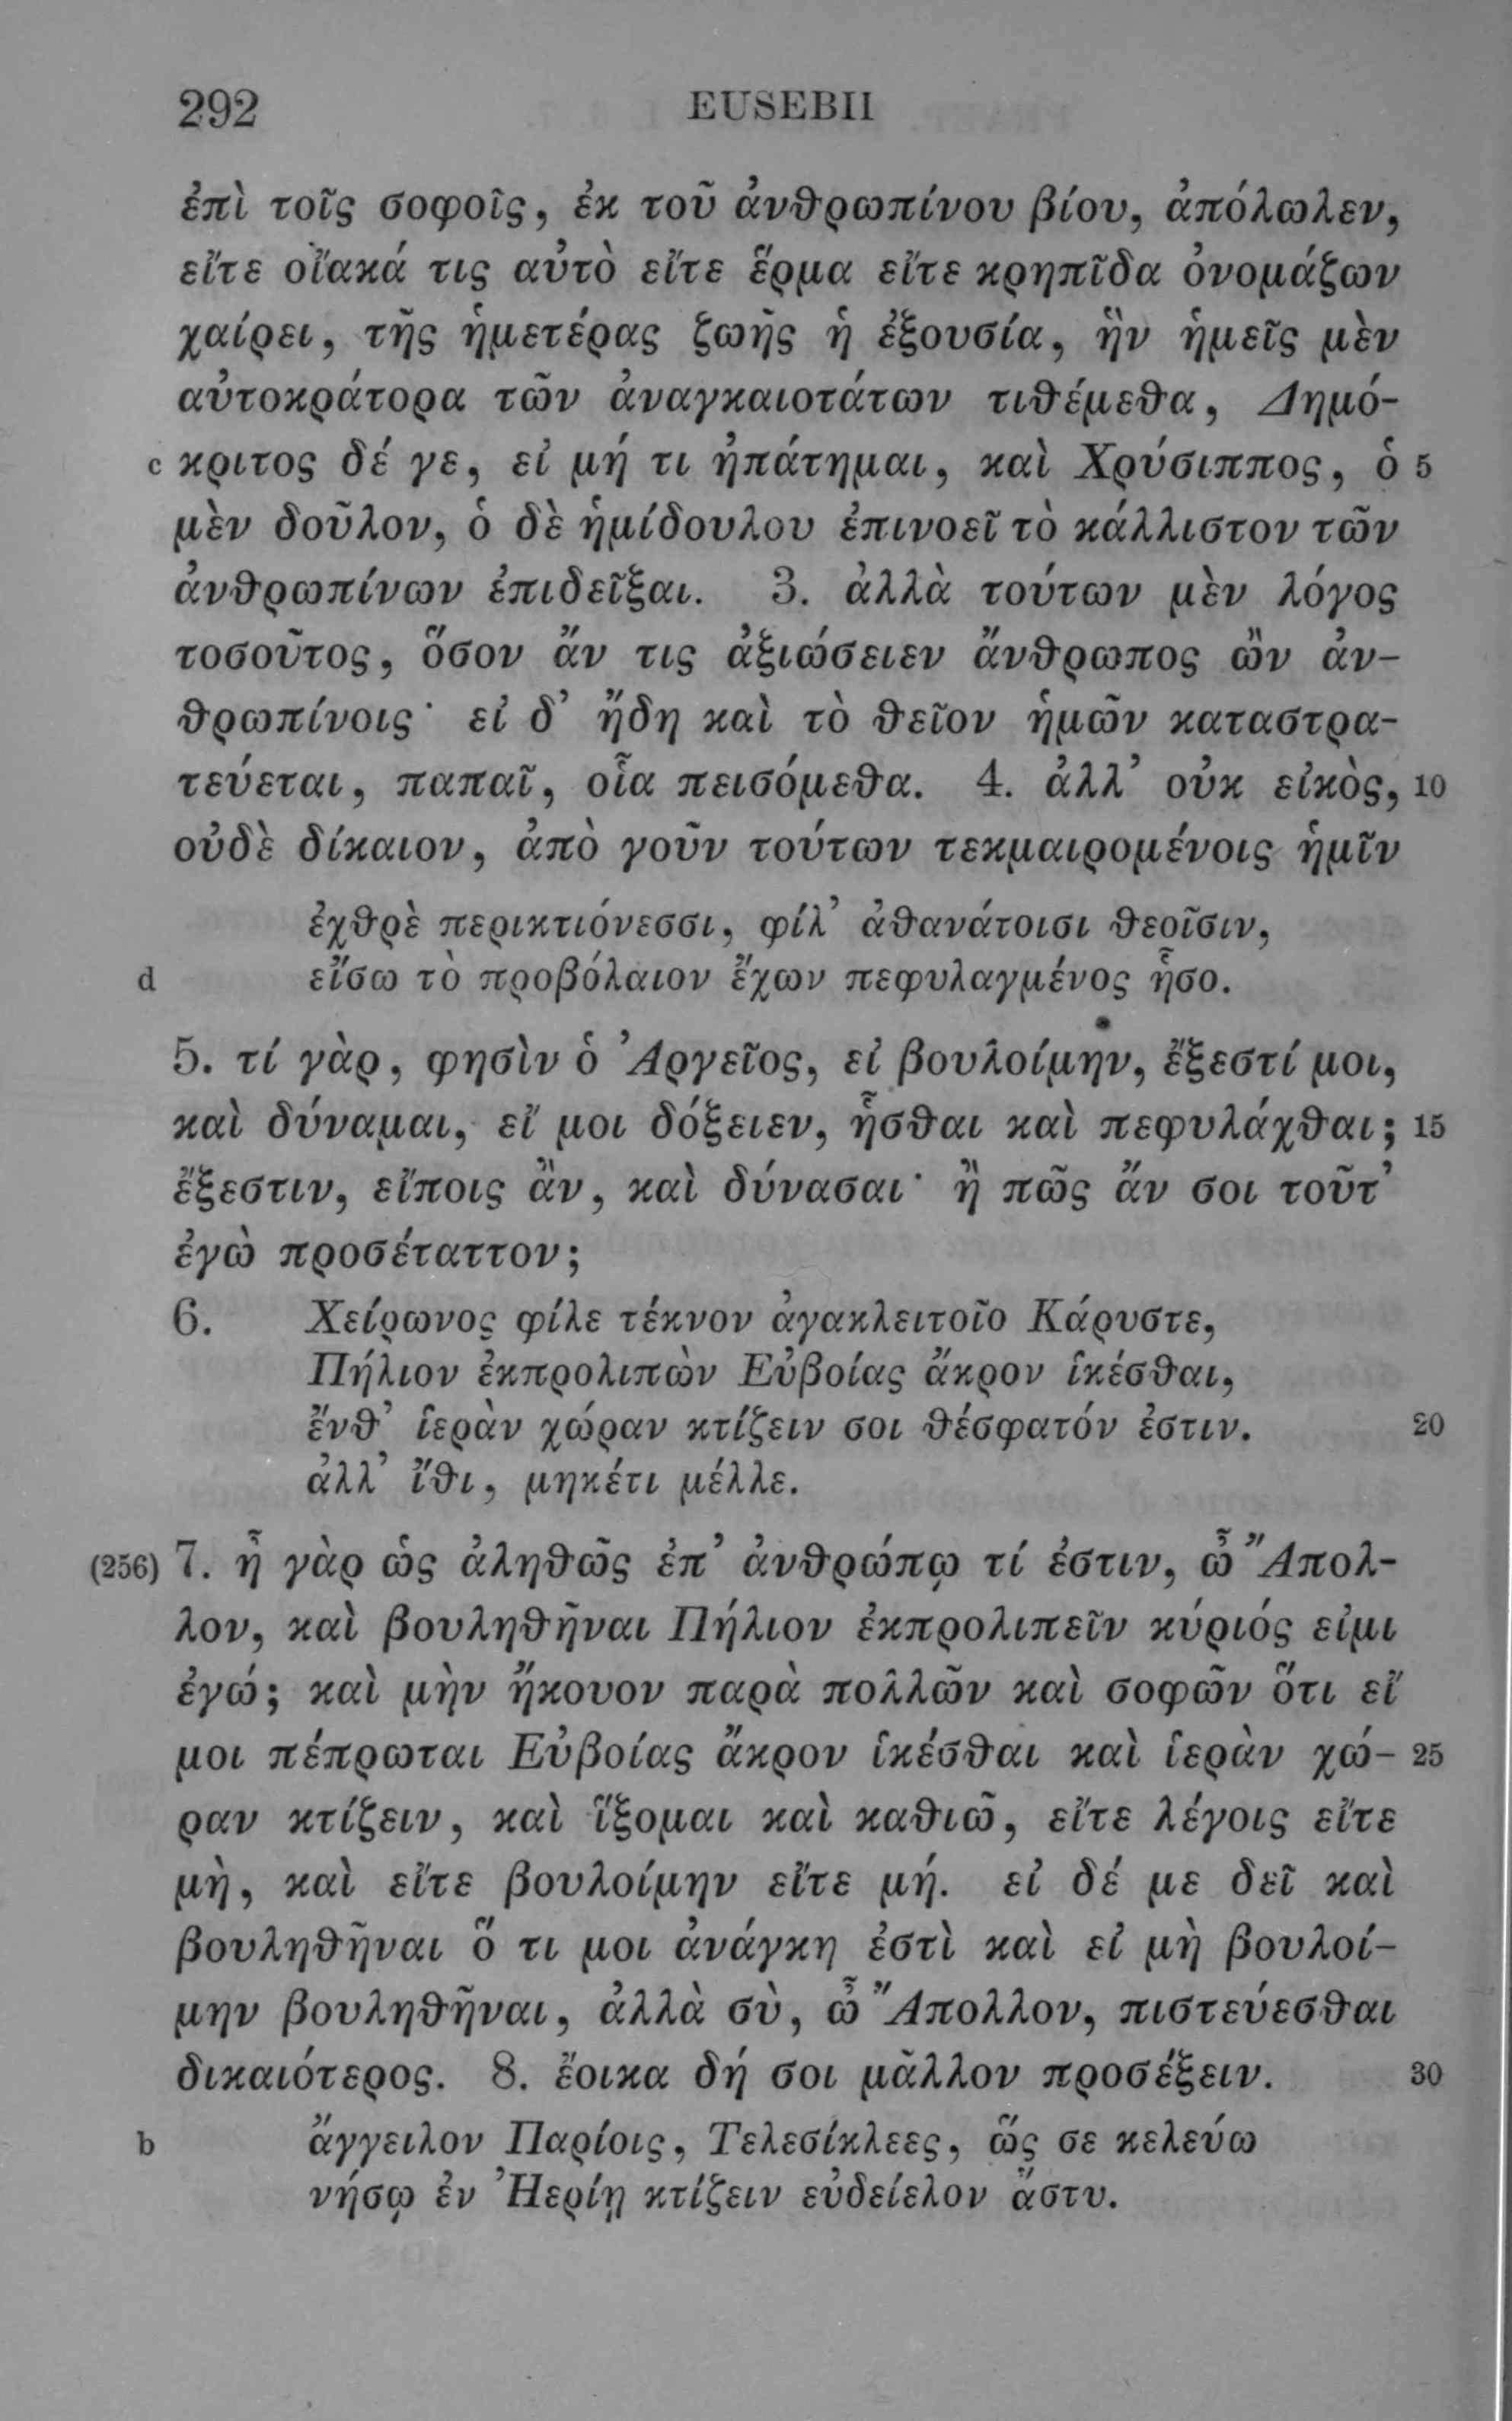 292 EUSEBII
ἐπὶ τοῖς σοφοῖς, ἐκ τοῦ ἀνθρωπίνου βίου, ἀπόλωλεν,
εἴτε οἴακά τις αὐτὸ εἴτε ἕρμα εἴτε κρηπῖδα ὀνομάζων
χαίρει, τῆς ἡμετέρας ζωῆς ἡ ἐξουσία, ἣν ἡμεῖς μὲν
αὐτοκράτορα τῶν ἀναγκαιοτάτων τιθέμεθα, Δημό-
c κριτος δέ γε, εἰ μή τι ἠπάτημαι, καὶ Χρύσιππος, ὁ 5
μὲν δοῦλον, ὁ δὲ ἡμίδουλου ἐπινοεῖ τὸ κάλλιστον τῶν
ἀνθρωπίνων ἐπιδεῖξαι. 3. ἀλλὰ τούτων μὲν λόγος
τοσοῦτος, ὅσον ἄν τις ἀξιώσειεν ἄνθρωπος ὢν ἀν-
θρωπίνοις· εἰ δ’ ἤδη καὶ τὸ θεῖον ἡμῶν καταστρα-
τεύεται, παπαῖ, οἷα πεισόμεθα. 4. ἀλλ’ οὐκ εἰκὸς, 10
οὐδὲ δίκαιον, ἀπὸ γοῦν τούτων τεκμαιρομένοις ἡμῖν
ἐχθρὲ περικτιόνεσσι, φίλ’ ἀθανάτοισι θεοῖσιν,
d εἴσω τὸ προβόλαιον ἔχων πεφυλαγμένος ἧσο.
5. τί γὰρ, φησὶν ὁ Ἀργεῖος, εἰ βουλοίμην, ἔξεστί μοι,
καὶ δύναμαι, εἴ μοι δόξειεν, ἧσθαι καὶ πεφυλάχθαι; 15
ἔξεστιν, εἴποις ἂν, καὶ δύνασαι· ἢ πῶς ἄν σοι τοῦτ’
ἐγὼ προσέταττον;
6. Χείρωνος φίλε τέκνον ἀγακλειτοῖο Κάρυστε,
Πήλιον ἐκπρολιπὼν Εὐβοίας ἄκρον ἱκέσθαι,
ἔνθ’ ἱερὰν χώραν κτίζειν σοι θέσφατόν ἐστιν. 20
ἀλλ’ ἴθι, μηκέτι μέλλε.
(256) 7. ἦ γὰρ ὡς ἀληθῶς ἐπ’ ἀνθρώπῳ τί ἐστιν, ὦ Ἄπολ-
λον, καὶ βουληθῆναι Πήλιον ἐκπρολιπεῖν κύριός εἰμι
ἐγώ; καὶ μὴν ἤκουον παρὰ πολλῶν καὶ σοφῶν ὅτι εἴ
μοι πέπρωται Εὐβοίας ἄκρον ἱκέσθαι καὶ ἱερὰν χώ- 25
ραν κτίζειν, καὶ ἵξομαι καὶ καθιῶ, εἴτε λέγοις εἴτε
μὴ, καὶ εἴτε βουλοίμην εἴτε μή. εἰ δέ με δεῖ καὶ
βουληθῆναι ὅ τι μοι ἀνάγκη ἐστὶ καὶ εἰ μὴ βουλοί-
μην βουληθῆναι, ἀλλὰ σὺ, ὦ Ἄπολλον, πιστεύεσθαι
δικαιότερος. 8. ἔοικα δή σοι μᾶλλον προσέξειν. 30
b ἄγγειλον Παρίοις, Τελεσίκλεες, ὥς σε κελεύω
νήσῳ ἐν Ἠερίῃ κτίζειν εὐδείελον ἄστυ.